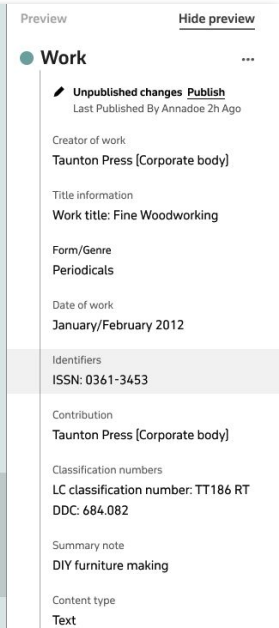 Preview
Hide preview
Work
Unpublished changes Publish
Last Published By Annadoe 2h Ago
Creator of work
Taunton Press [Corporate body]
Title information
Work title: Fine Woodworking
Form/Genre
Periodicals
Date of work
January/February 2012
Identifiers
ISSN: 0361-3453
Contribution
Taunton Press [Corporate body]
Classification numbers
LC classification number: TT186 RT
DDC: 684.082
Summary note
DIY furniture making
Content type
Text